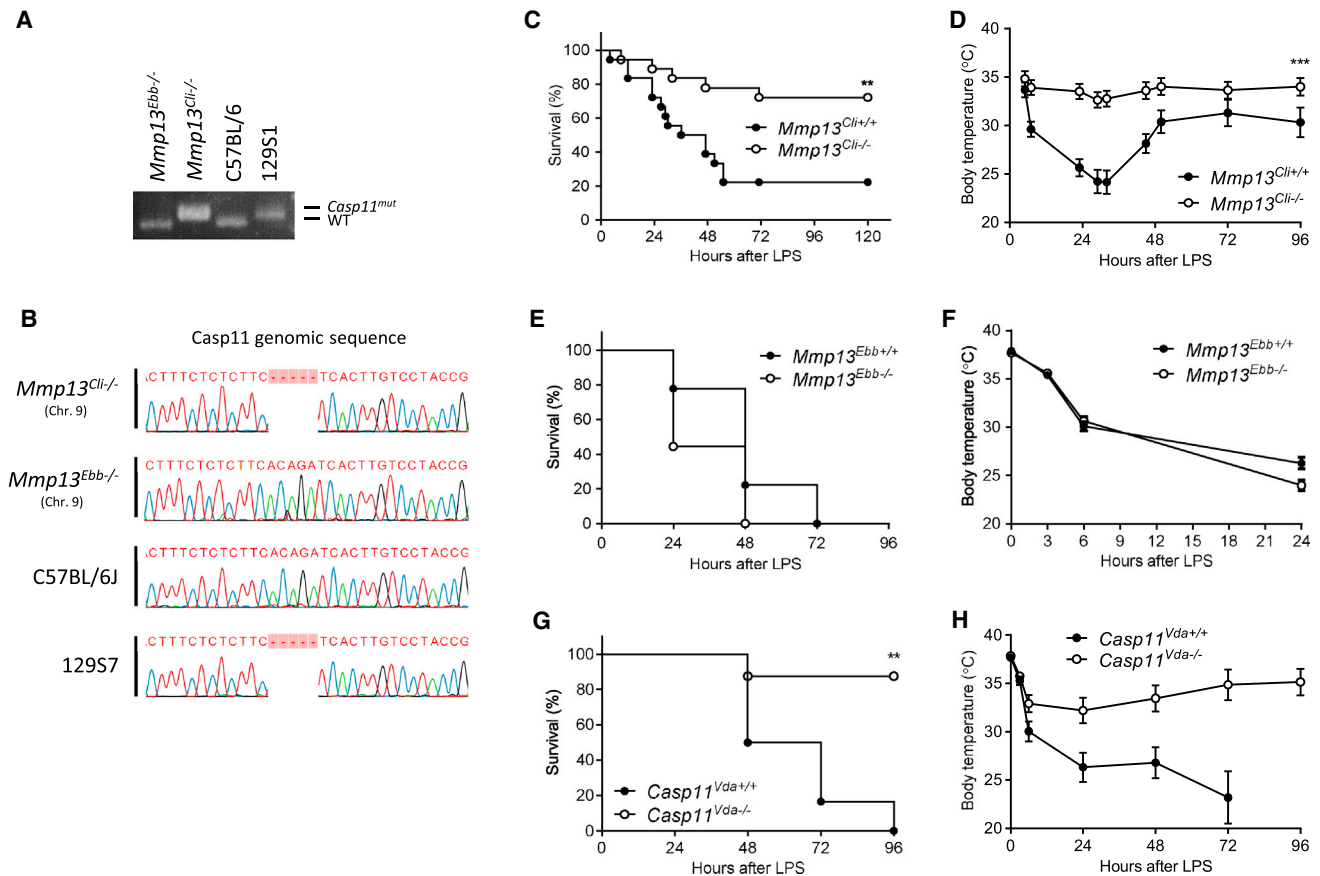 A
Mmp13Ebb-/-
Mmp13Cli-/-
C57BL/6
129S1
Casp11mut
WT
B
Casp11 genomic sequence
Mmp13Cli-/-
(Chr. 9)
CTTTCTCTCTTC-----TCACTTGTCCTACCG
Mmp13Ebb-/-
(Chr. 9)
CTTTCTCTCTTCACAGATCACTTGTCCTACCG
C57BL/6J
CTTTCTCTCTTCACAGATCACTTGTCCTACCG
129S7
CTTTCTCTCTTC-----TCACTTGTCCTACCG
C
Survival (%)
100
80
60
40
20
0
**
Mmp13Cli+/+
Mmp13Cli-/-
0 24 48 72 96 120
Hours after LPS
D
Body temperature (°C)
40
35
30
25
20
***
Mmp13Cli+/+
Mmp13Cli-/-
0 24 48 72 96
Hours after LPS
E
Survival (%)
100
80
60
40
20
0
Mmp13Ebb+/+
Mmp13Ebb-/-
0 24 48 72 96
Hours after LPS
F
Body temperature (°C)
40
35
30
25
20
Mmp13Ebb+/+
Mmp13Ebb-/-
0 3 6 9 12 15 18 21 24
Hours after LPS
G
Survival (%)
100
80
60
40
20
0
**
Casp11Vda+/+
Casp11Vda-/-
0 24 48 72 96
Hours after LPS
H
Body temperature (°C)
40
35
30
25
20
Casp11Vda+/+
Casp11Vda-/-
0 24 48 72 96
Hours after LPS